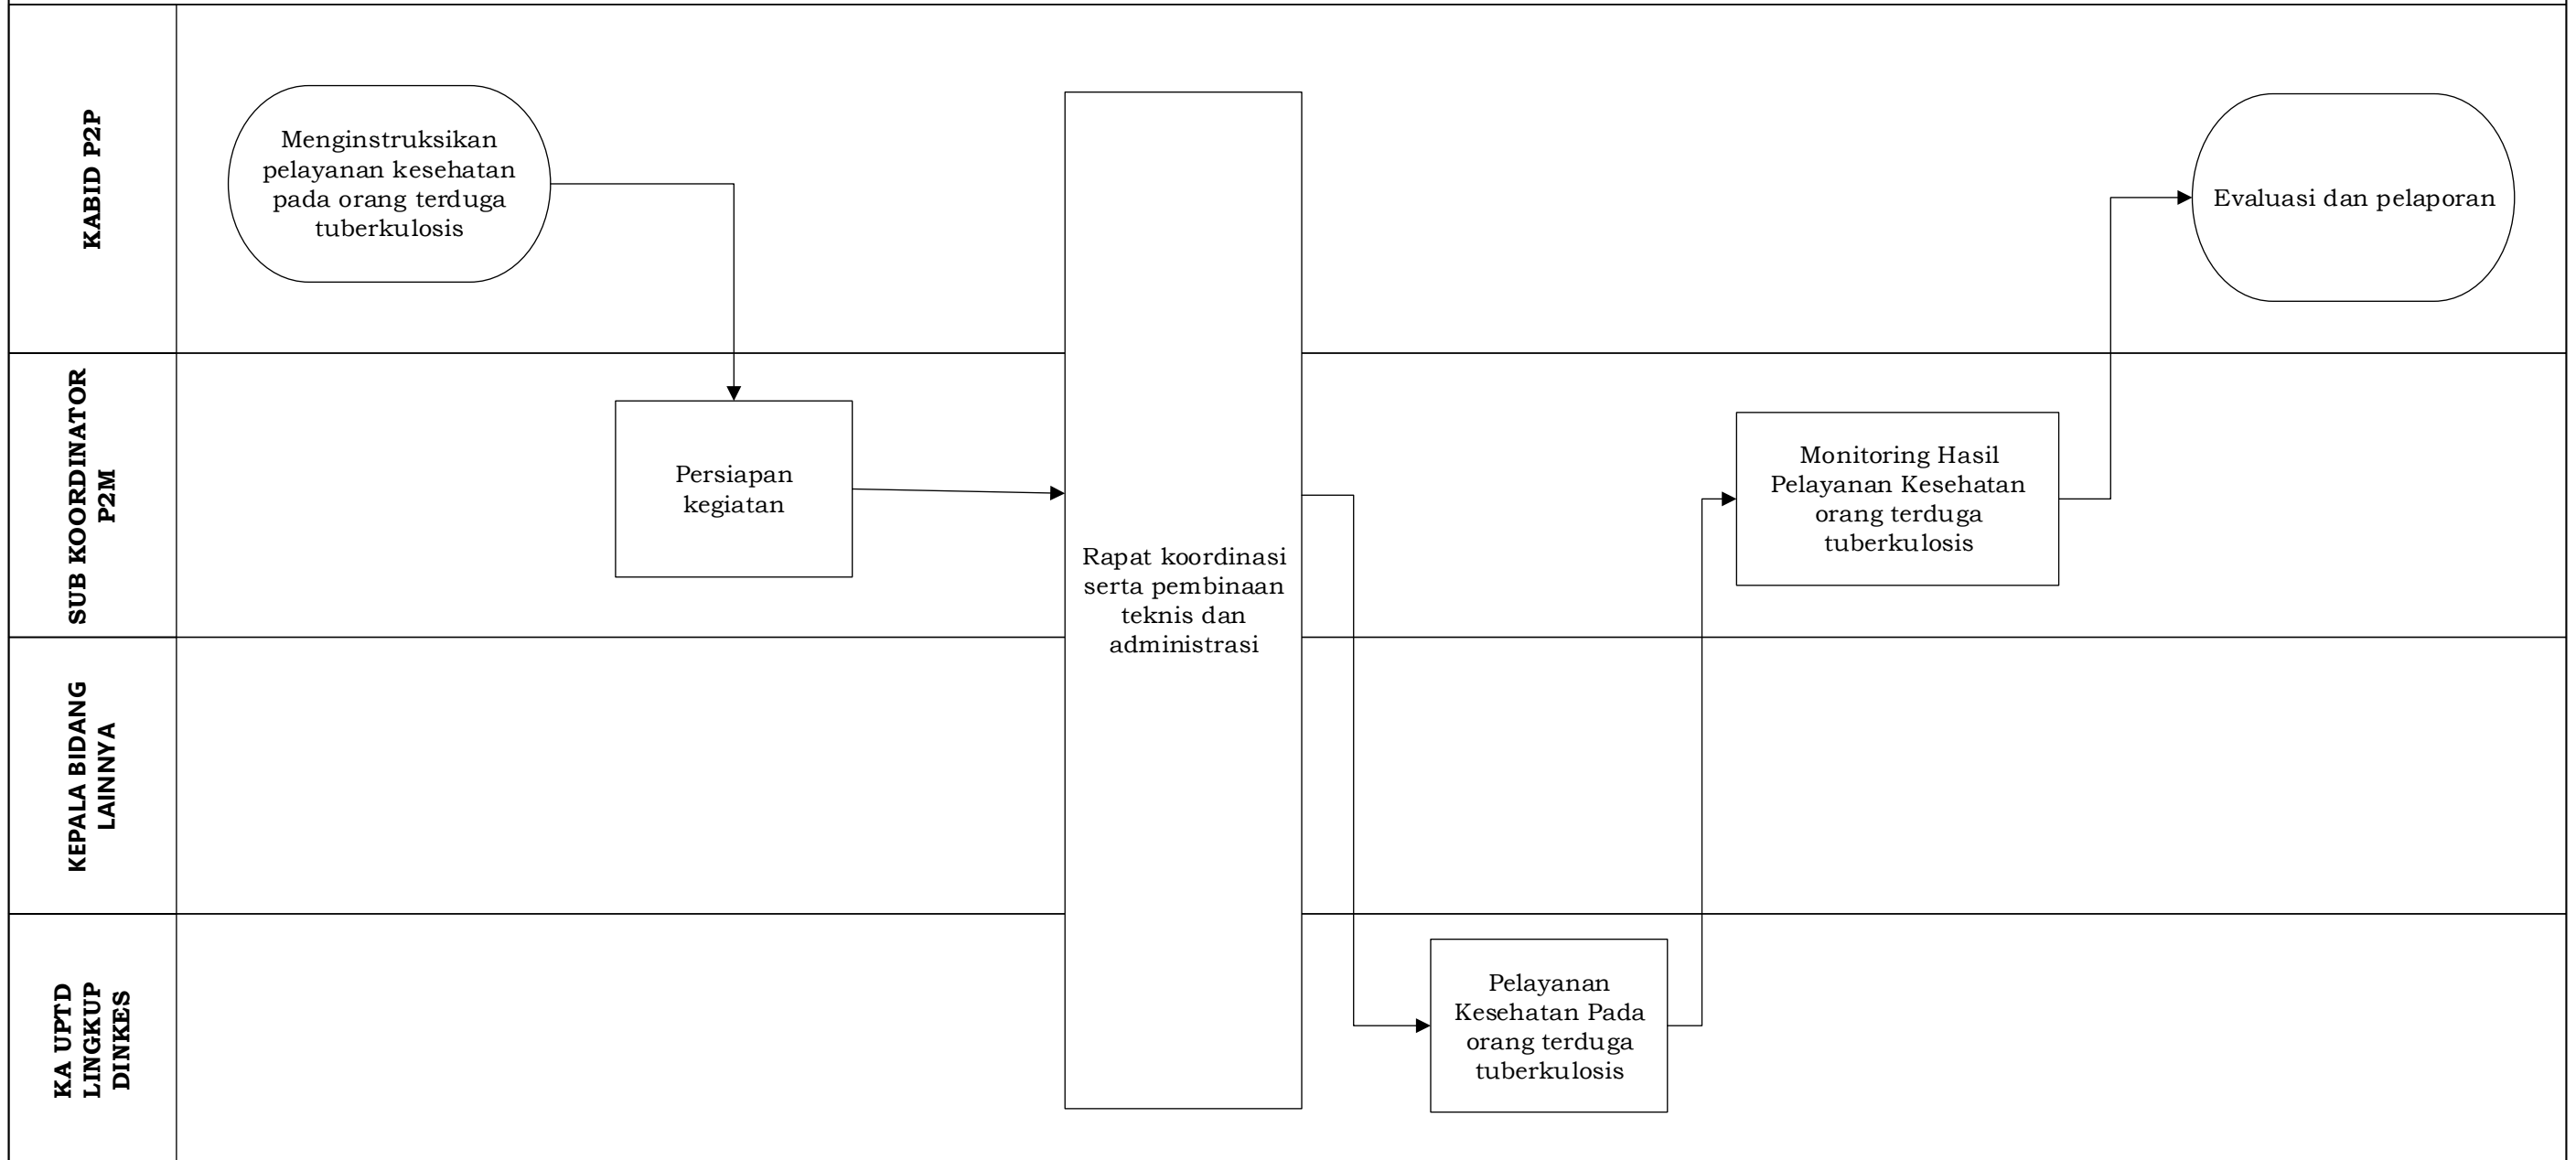 KABID P2P
Menginstruksikan
pelayanan kesehatan
pada orang terduga
tuberkulosis
Evaluasi dan pelaporan
SUB KOORDINATOR
P2M
Persiapan
kegiatan
Rapat koordinasi
serta pembinaan
teknis dan
administrasi
Monitoring Hasil
Pelayanan Kesehatan
orang terduga
tuberkulosis
KEPALA BIDANG
LAINNYA
KA UPTD
LINGKUP
DINKES
Pelayanan
Kesehatan Pada
orang terduga
tuberkulosis